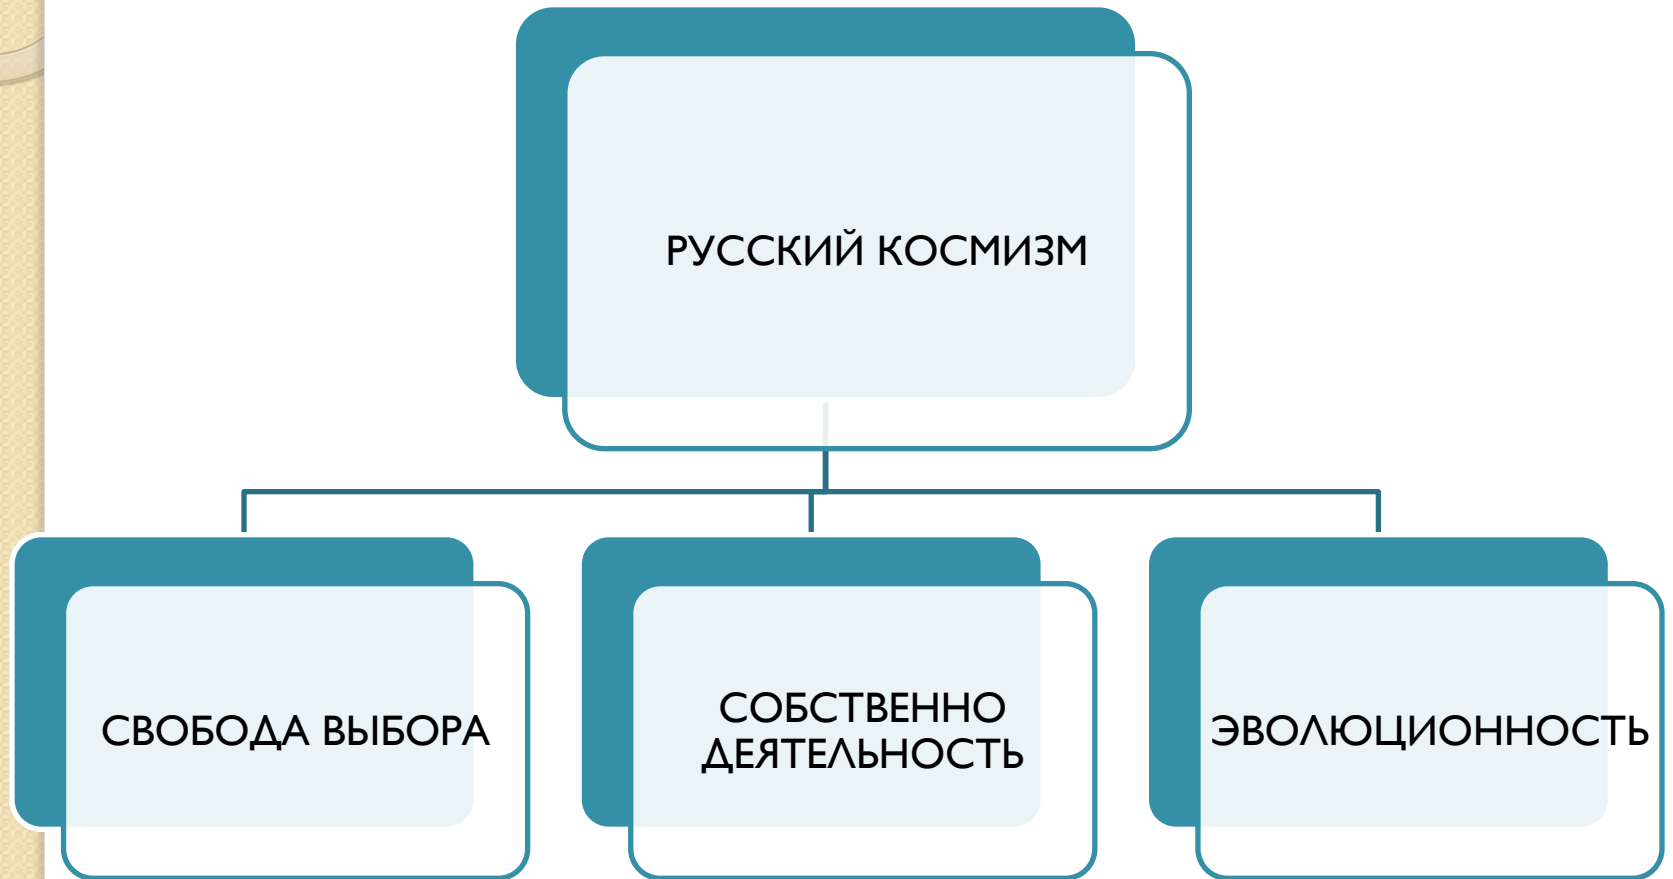 РУССКИЙ КОСМИЗМ
СВОБОДА ВЫБОРА
СОБСТВЕННО
ДЕЯТЕЛЬНОСТЬ
ЭВОЛЮЦИОННОСТЬ